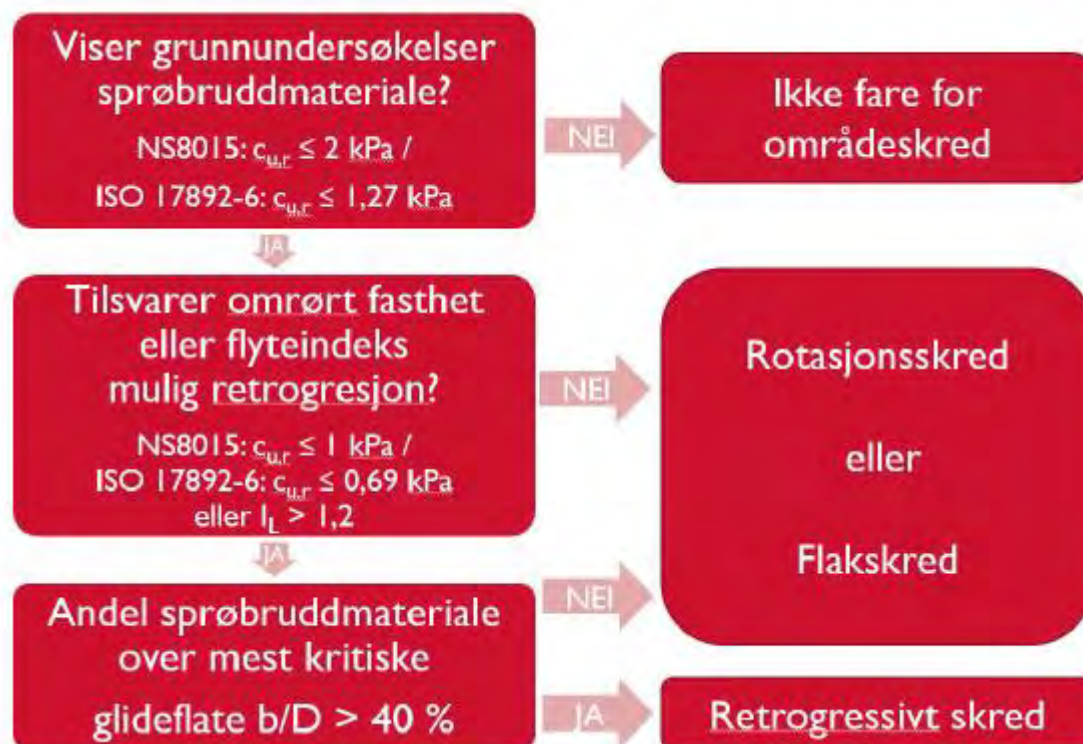 Viser grunnundersøkelser
sprøbruddmateriale?
NS8015: cu,r ≤ 2 kPa /
ISO 17892-6: cu,r ≤ 1,27 kPa
NEI
Ikke fare for
områdeskred
JA
Tilsvarer omrørt fasthet
eller flyteindeks
mulig retrogresjon?
NS8015: cu,r ≤ 1 kPa /
ISO 17892-6: cu,r ≤ 0,69 kPa
eller IL > 1,2
NEI
Rotasjonsskred
eller
Flakskred
JA
Andel sprøbruddmateriale
over mest kritiske
glideflate b/D > 40 %
NEI
JA
Retrogressivt skred